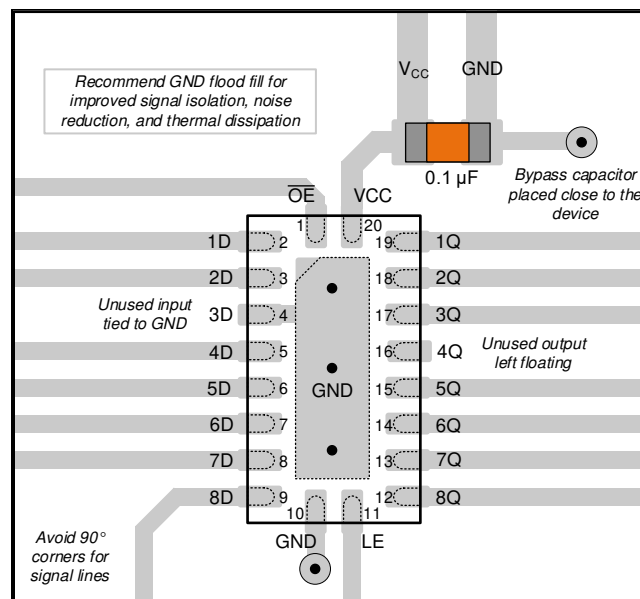 Recommend GND flood fill for
improved signal isolation, noise
reduction, and thermal dissipation
VCC GND
0.1 µF
Bypass capacitor
placed close to the
device
OE VCC
1 20
1D 2 19 1Q
2D 3 18 2Q
Unused input
tied to GND
3D 4 17 3Q
4D 5 16 4Q
Unused output
left floating
GND
5D 6 15 5Q
6D 7 14 6Q
7D 8 13 7Q
8D 9 12 8Q
10 11
GND LE
Avoid 90°
corners for
signal lines